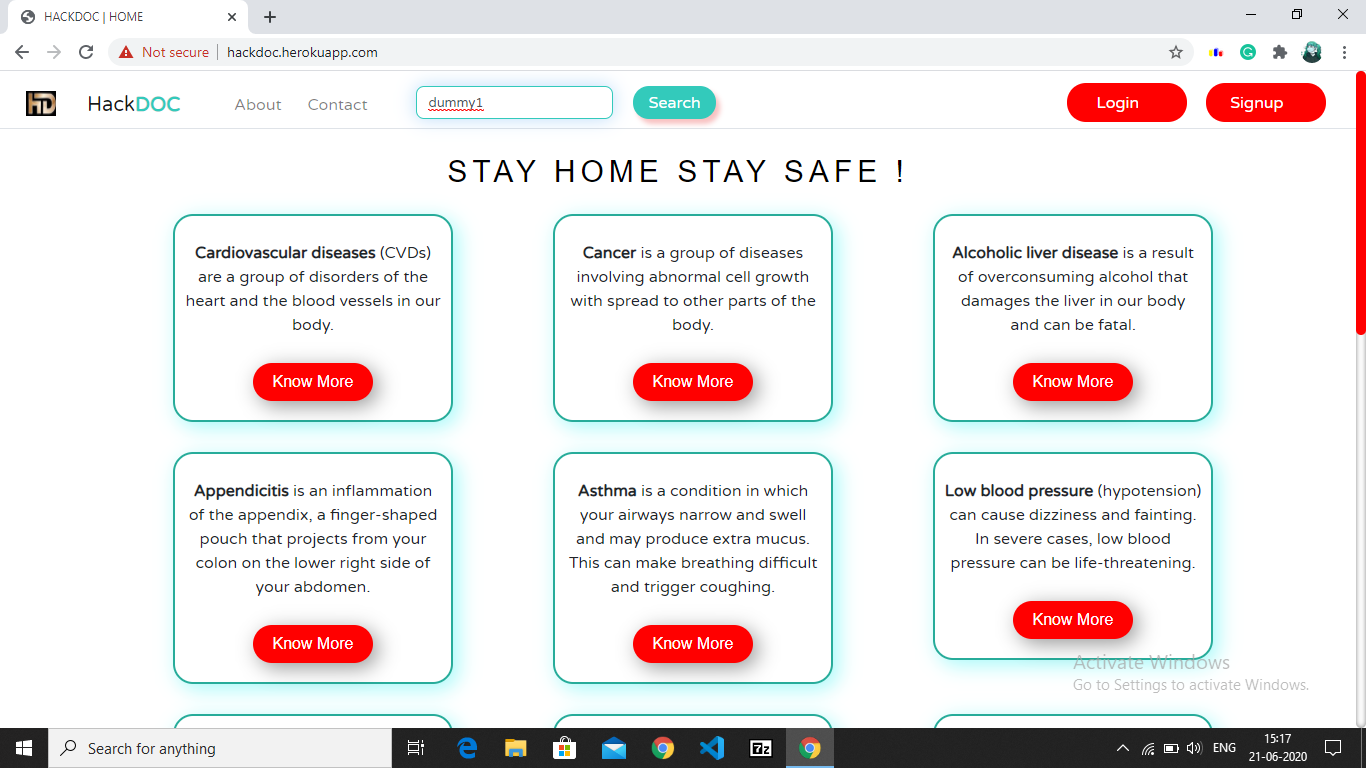 HACKDOC | HOME
Not secure | hackdoc.herokuapp.com
HD HackDOC About Contact dummy1 Search Login Signup
STAY HOME STAY SAFE !
Cardiovascular diseases (CVDs)
are a group of disorders of the
heart and the blood vessels in our
body.
Know More
Cancer is a group of diseases
involving abnormal cell growth
with spread to other parts of the
body.
Know More
Alcoholic liver disease is a result
of overconsuming alcohol that
damages the liver in our body
and can be fatal.
Know More
Appendicitis is an inflammation
of the appendix, a finger-shaped
pouch that projects from your
colon on the lower right side of
your abdomen.
Know More
Asthma is a condition in which
your airways narrow and swell
and may produce extra mucus.
This can make breathing difficult
and trigger coughing.
Know More
Low blood pressure (hypotension)
can cause dizziness and fainting.
In severe cases, low blood
pressure can be life-threatening.
Know More
Activate Windows
Go to Settings to activate Windows.
Search for anything
7z
ENG
15:17
21-06-2020